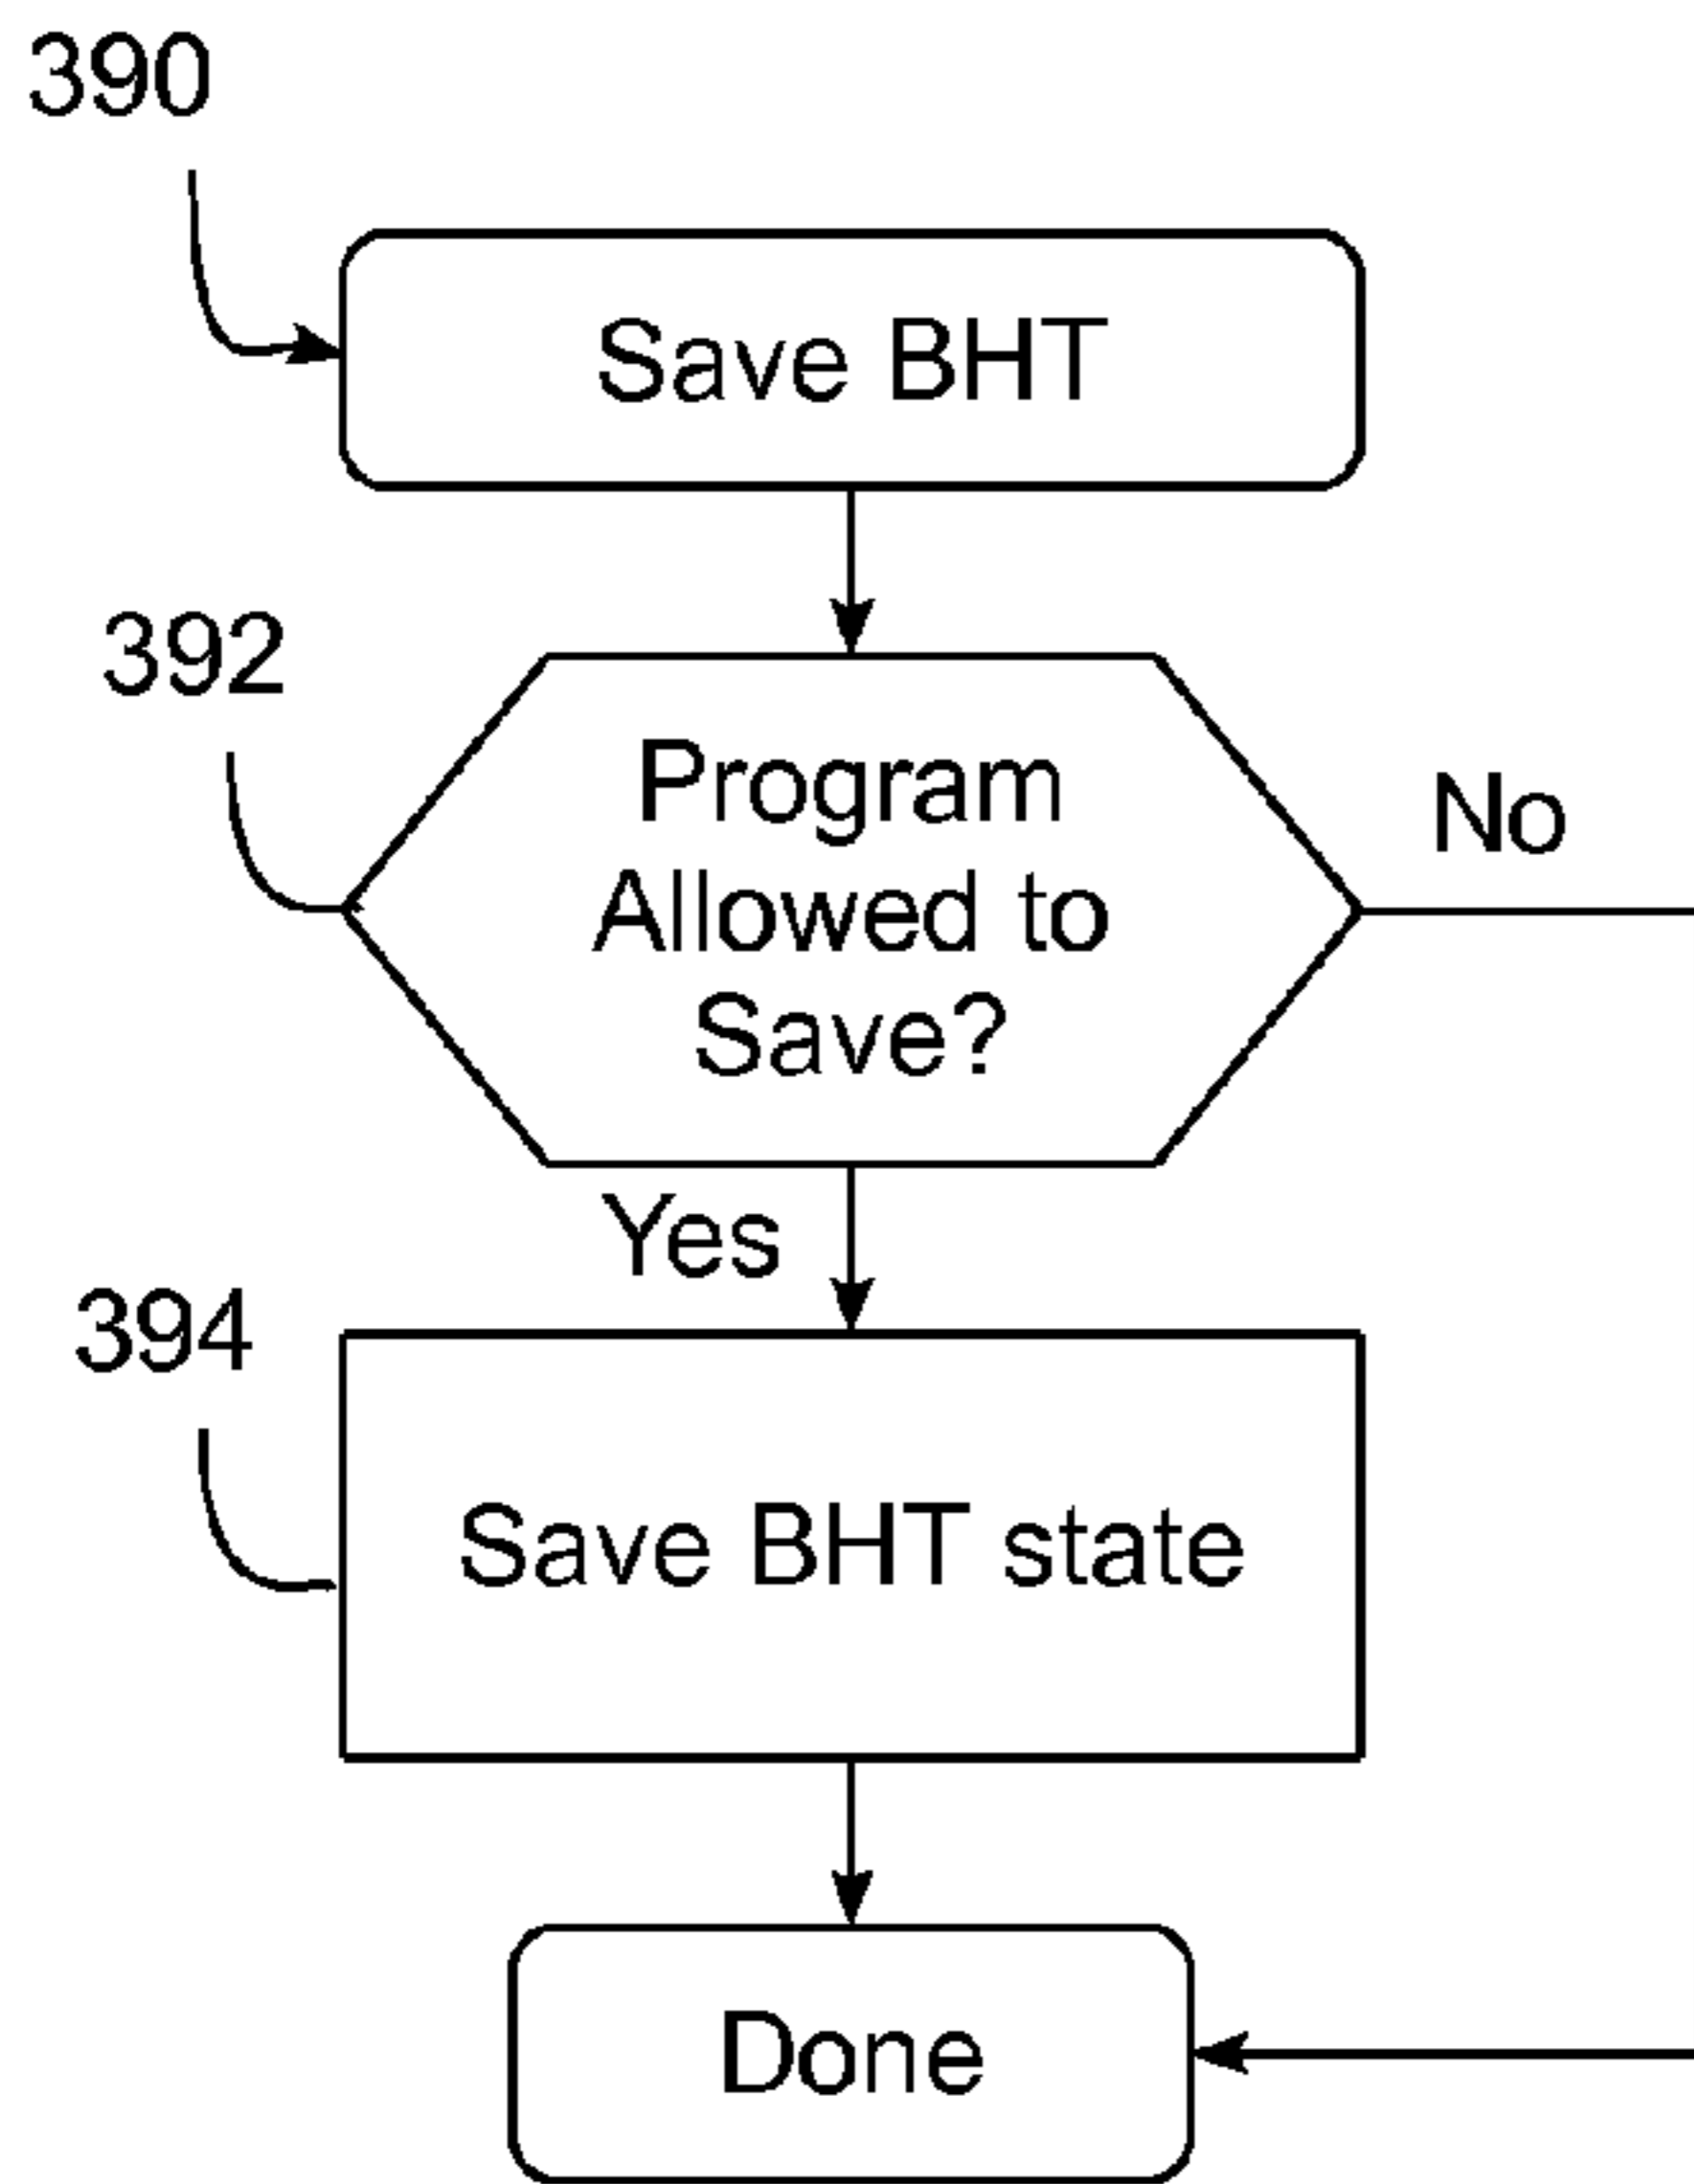 390
Save BHT
392
Program
Allowed to
Save?
No
Yes
394
Save BHT state
Done